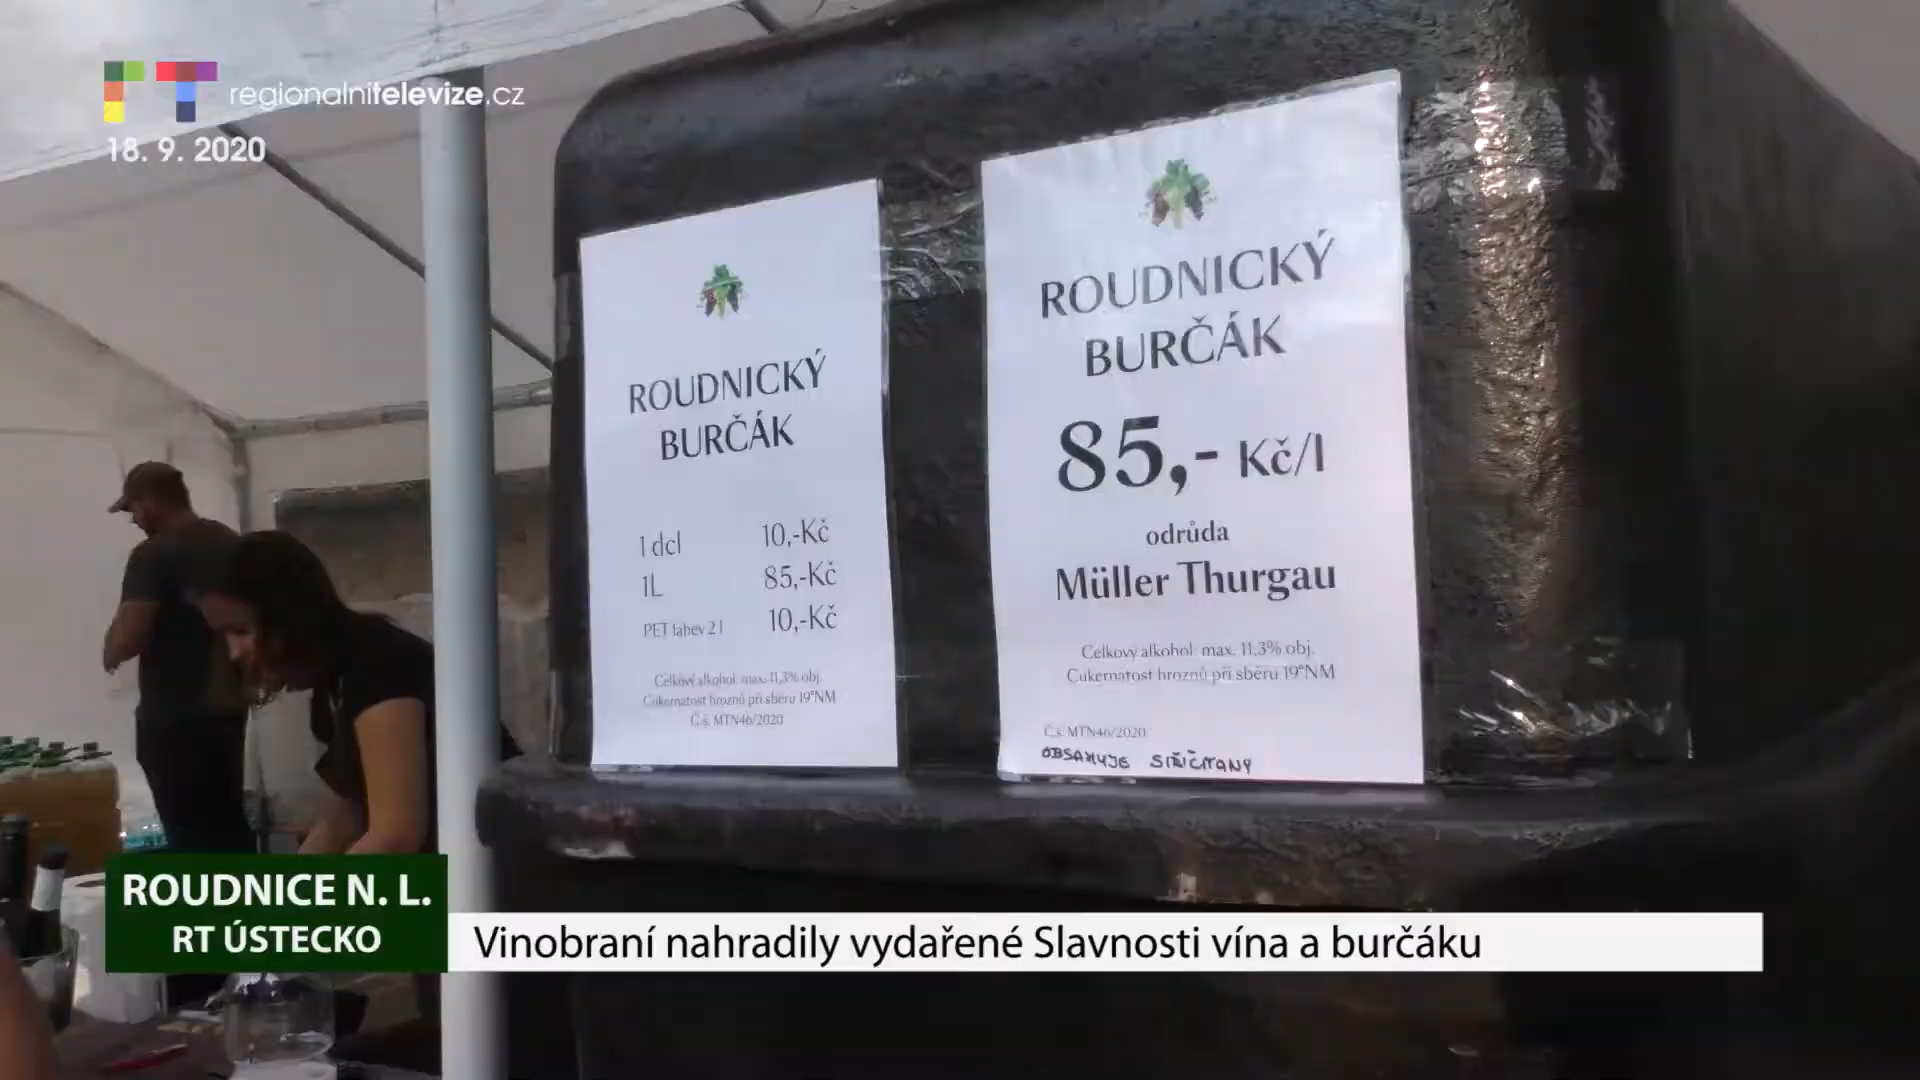 regionalnitelevize.cz
18. 9. 2020
ROUDNICKÝ
BURČÁK
1 dcl 10,-Kč
1L 85,-Kč
PET lahev 2 l 10,-Kč
Celkový alkohol: max. 11,3% obj.
Cukernatost hroznů při sběru 19°NM
Č.š. MTN46/2020
ROUDNICKÝ
BURČÁK
85,- Kč/l
odrůda
Müller Thurgau
Celkový alkohol: max. 11,3% obj.
Cukernatost hroznů při sběru 19°NM
Č.š. MTN46/2020
OBSAHUJE SIŘIČITANY
ROUDNICE N. L.
RT ÚSTECKO
Vinobraní nahradily vydařené Slavnosti vína a burčáku